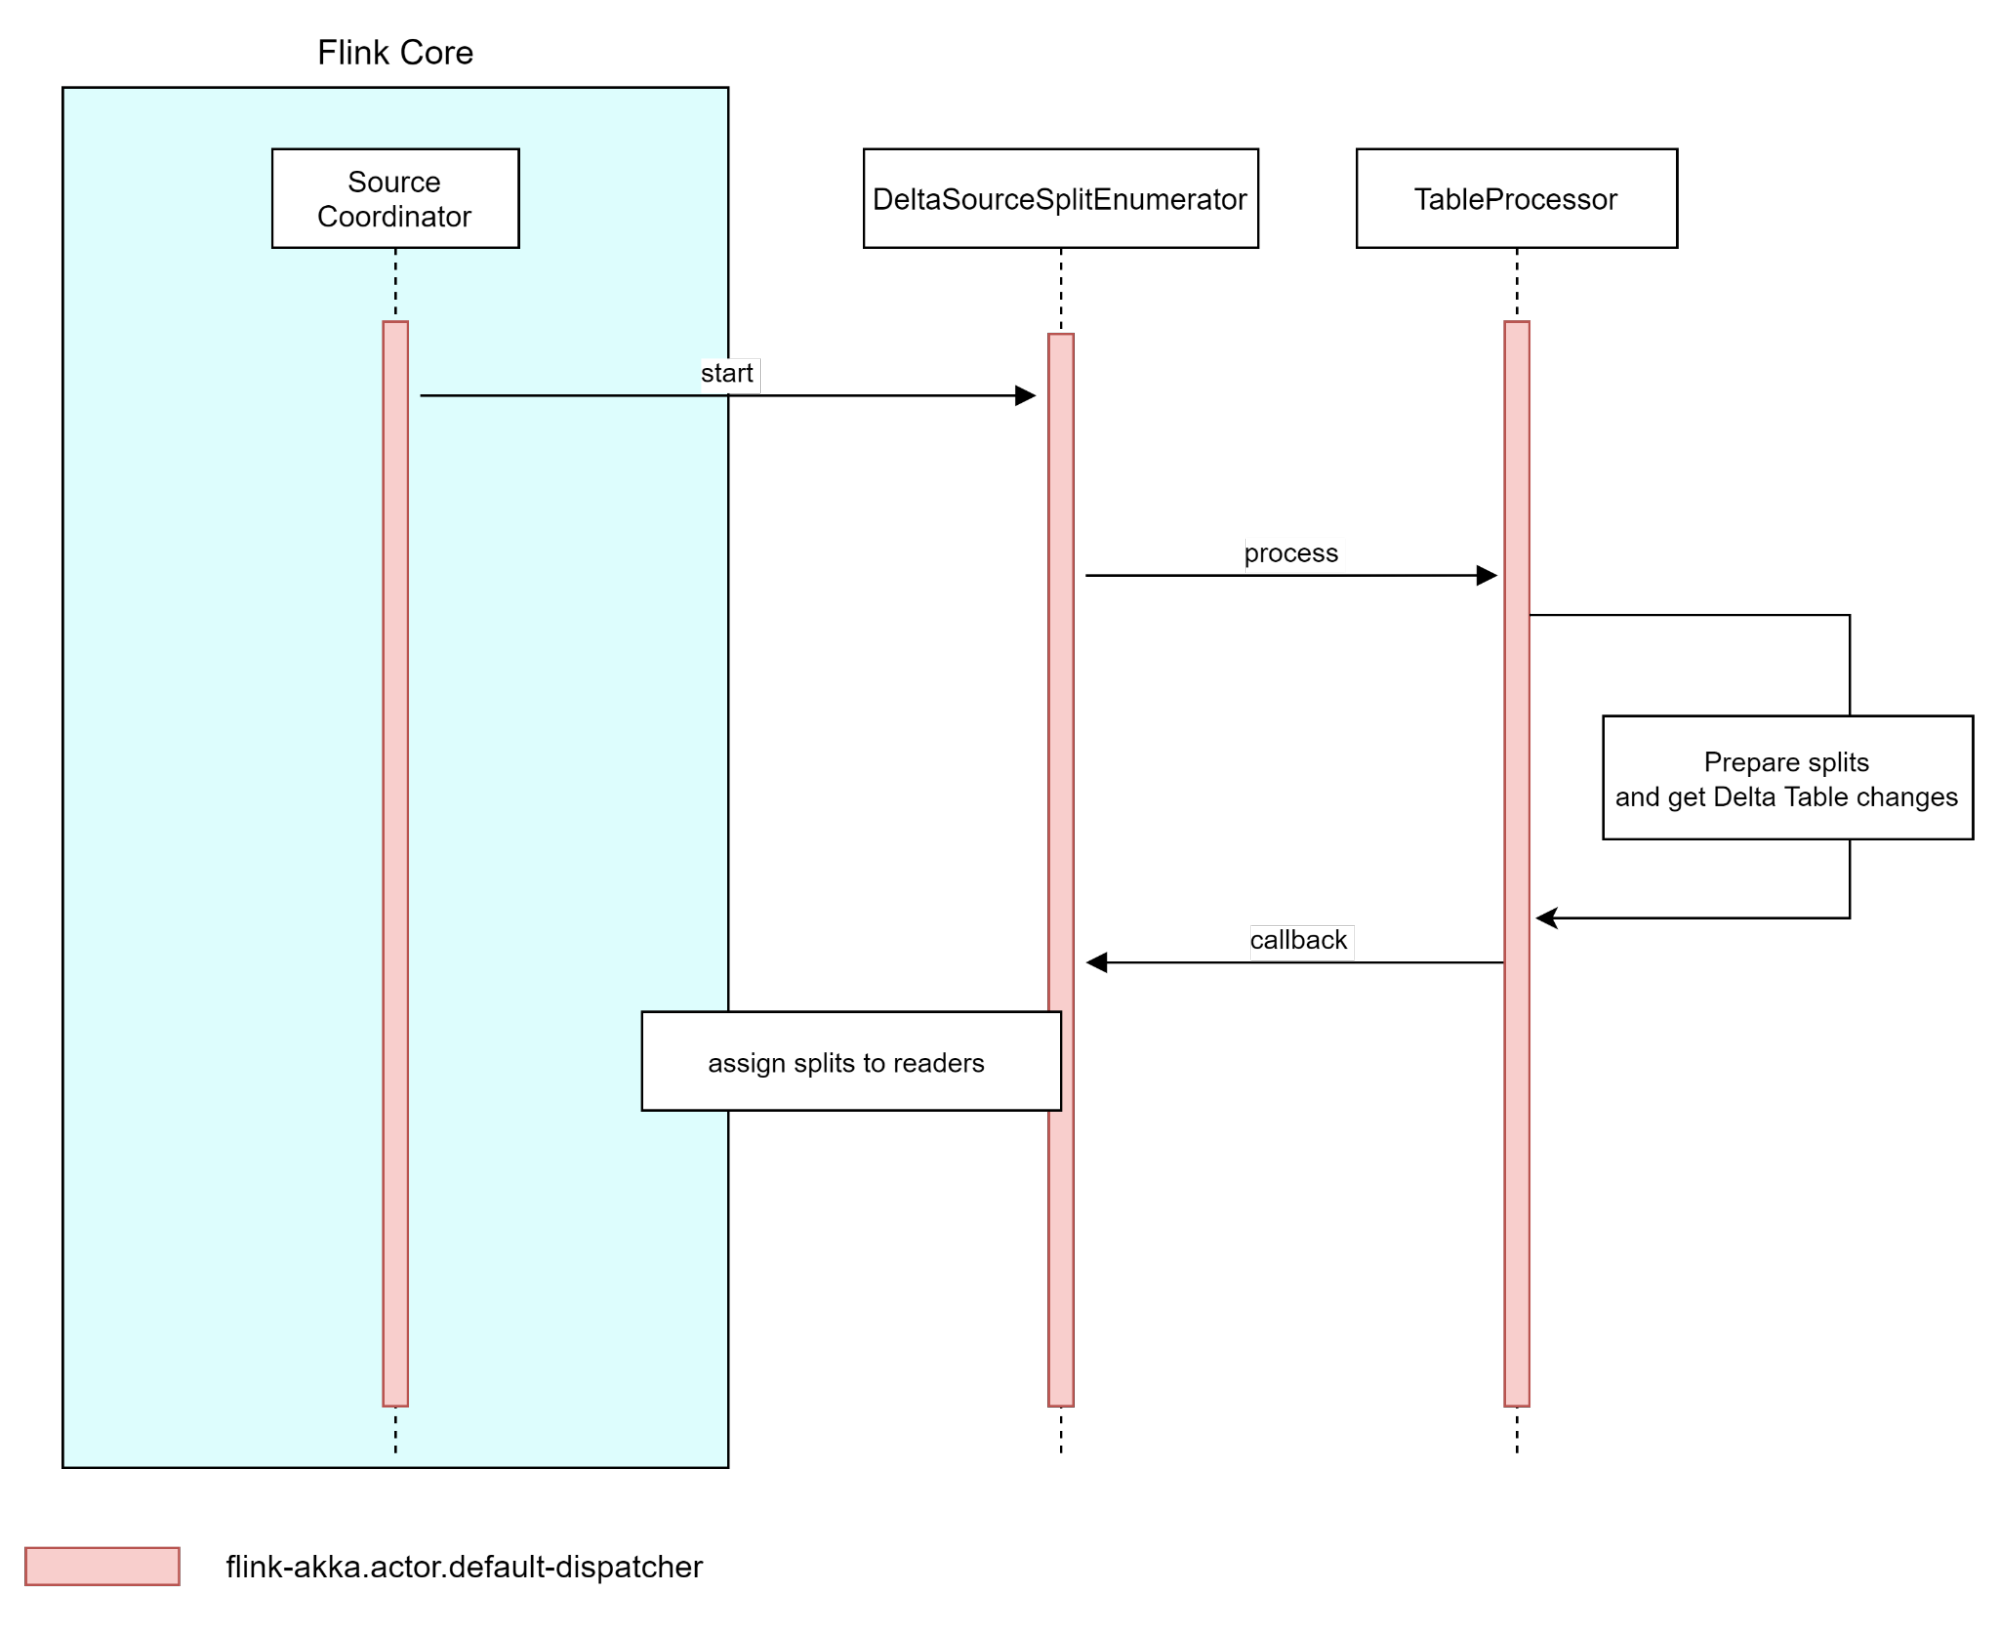 Flink Core
Source
Coordinator
DeltaSourceSplitEnumerator
TableProcessor
start
process
Prepare splits
and get Delta Table changes
callback
assign splits to readers
flink-akka.actor.default-dispatcher